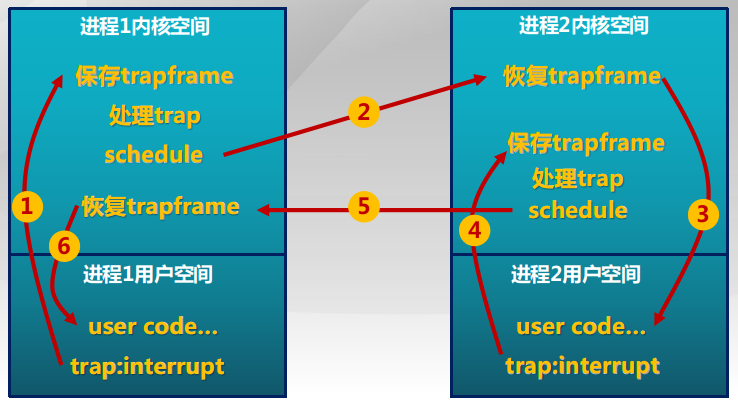 进程1内核空间
保存trapframe
处理trap
schedule
恢复trapframe
1
2
5
6
进程1用户空间
user code...
trap:interrupt
进程2内核空间
恢复trapframe
保存trapframe
处理trap
schedule
3
4
进程2用户空间
user code...
trap:interrupt